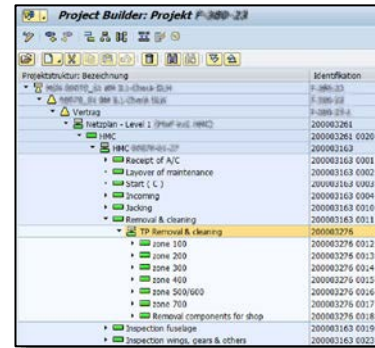 Project Builder: Projekt F-380-23
Projektstruktur: Bezeichnung Identifikation
Vertrag
Netzplan - Level 1 200003261
HMC 200003261 0020
HMC 200003163
Receipt of A/C 200003163 0001
Layover of maintenance 200003163 0002
Start ( C ) 200003163 0003
Incoming 200003163 0004
Jacking 200003163 0010
Removal & cleaning 200003163 0011
TP Removal & cleaning 200003276
zone 100 200003276 0012
zone 200 200003276 0013
zone 300 200003276 0014
zone 400 200003276 0015
zone 500/600 200003276 0016
zone 700 200003276 0017
Removal components for shop 200003276 0018
Inspection fuselage 200003163 0019
Inspection wings, gears & others 200003163 0023